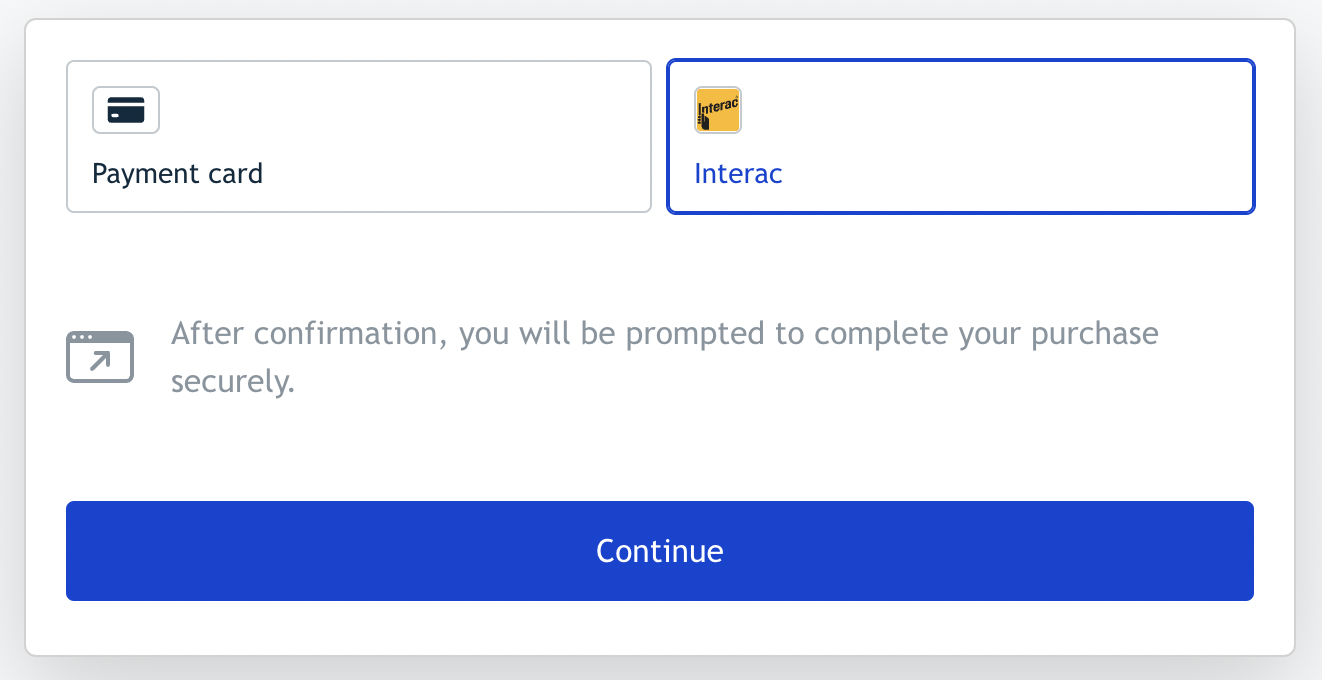 Interac
Payment card
Interac
After confirmation, you will be prompted to complete your purchase
securely.
Continue